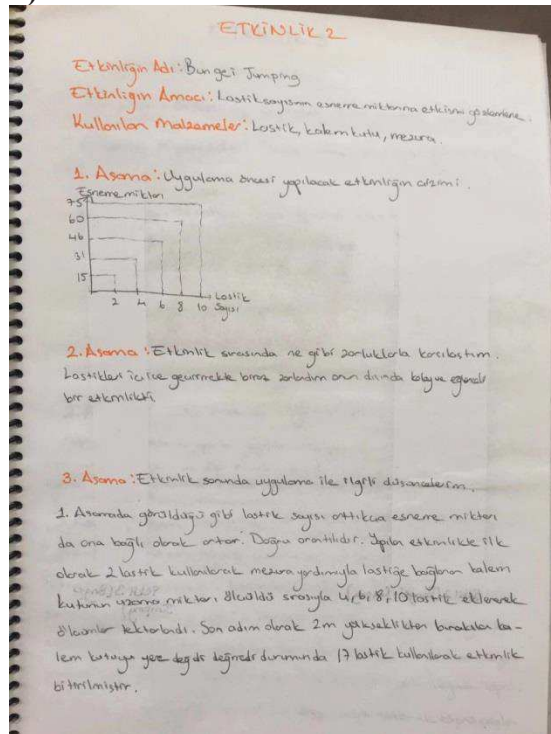 ETKİNLİK 2
Etkinliğin Adı: Bungei Jumping
Etkinliğin Amacı: Lastik sayısının esneme miktarına etkisini gözlemleme.
Kullanılan Malzemeler: Lastik, kalem kutu, mezura.
1. Aşama: Uygulama öncesi yapılacak etkinliğin çizimi.
Esneme miktarı
75
60
46
31
15
2 4 6 8 10
Lastik
Sayısı
2. Aşama: Etkinlik sırasında ne gibi zorluklarla karşılaştım.
Lastikleri iç içe geçirmekte biraz zorlandım onun dışında kolay ve eğlenceli
bir etkinlikti
3. Aşama: Etkinlik sonunda uygulama ile ilgili düşüncelerim.
1. Aşamada görüldüğü gibi lastik sayısı arttıkça esneme miktarı
da ona bağlı olarak artar. Doğru orantılıdır. Yapılan etkinlikte ilk
olarak 2 lastik kullanılarak mezura yardımıyla lastiğe bağlanan kalem
kutunun uzama miktarı ölçüldü sırasıyla 4, 6, 8, 10 lastik eklenerek
ölçümler tekrarlandı. Son adım olarak 2m yükseklikten bırakılan ka-
lem kutuyu yere değdi değmedi durumunda 17 lastik kullanılarak etkinlik
bitirilmiştir.